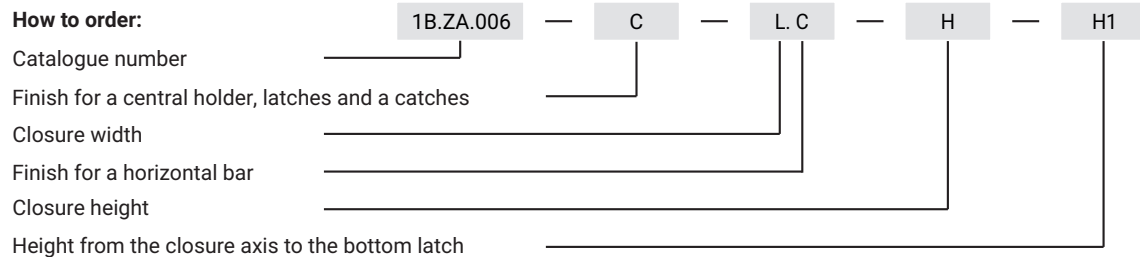 How to order: 1B.ZA.006 — C — L. C — H — H1
Catalogue number
Finish for a central holder, latches and a catches
Closure width
Finish for a horizontal bar
Closure height
Height from the closure axis to the bottom latch